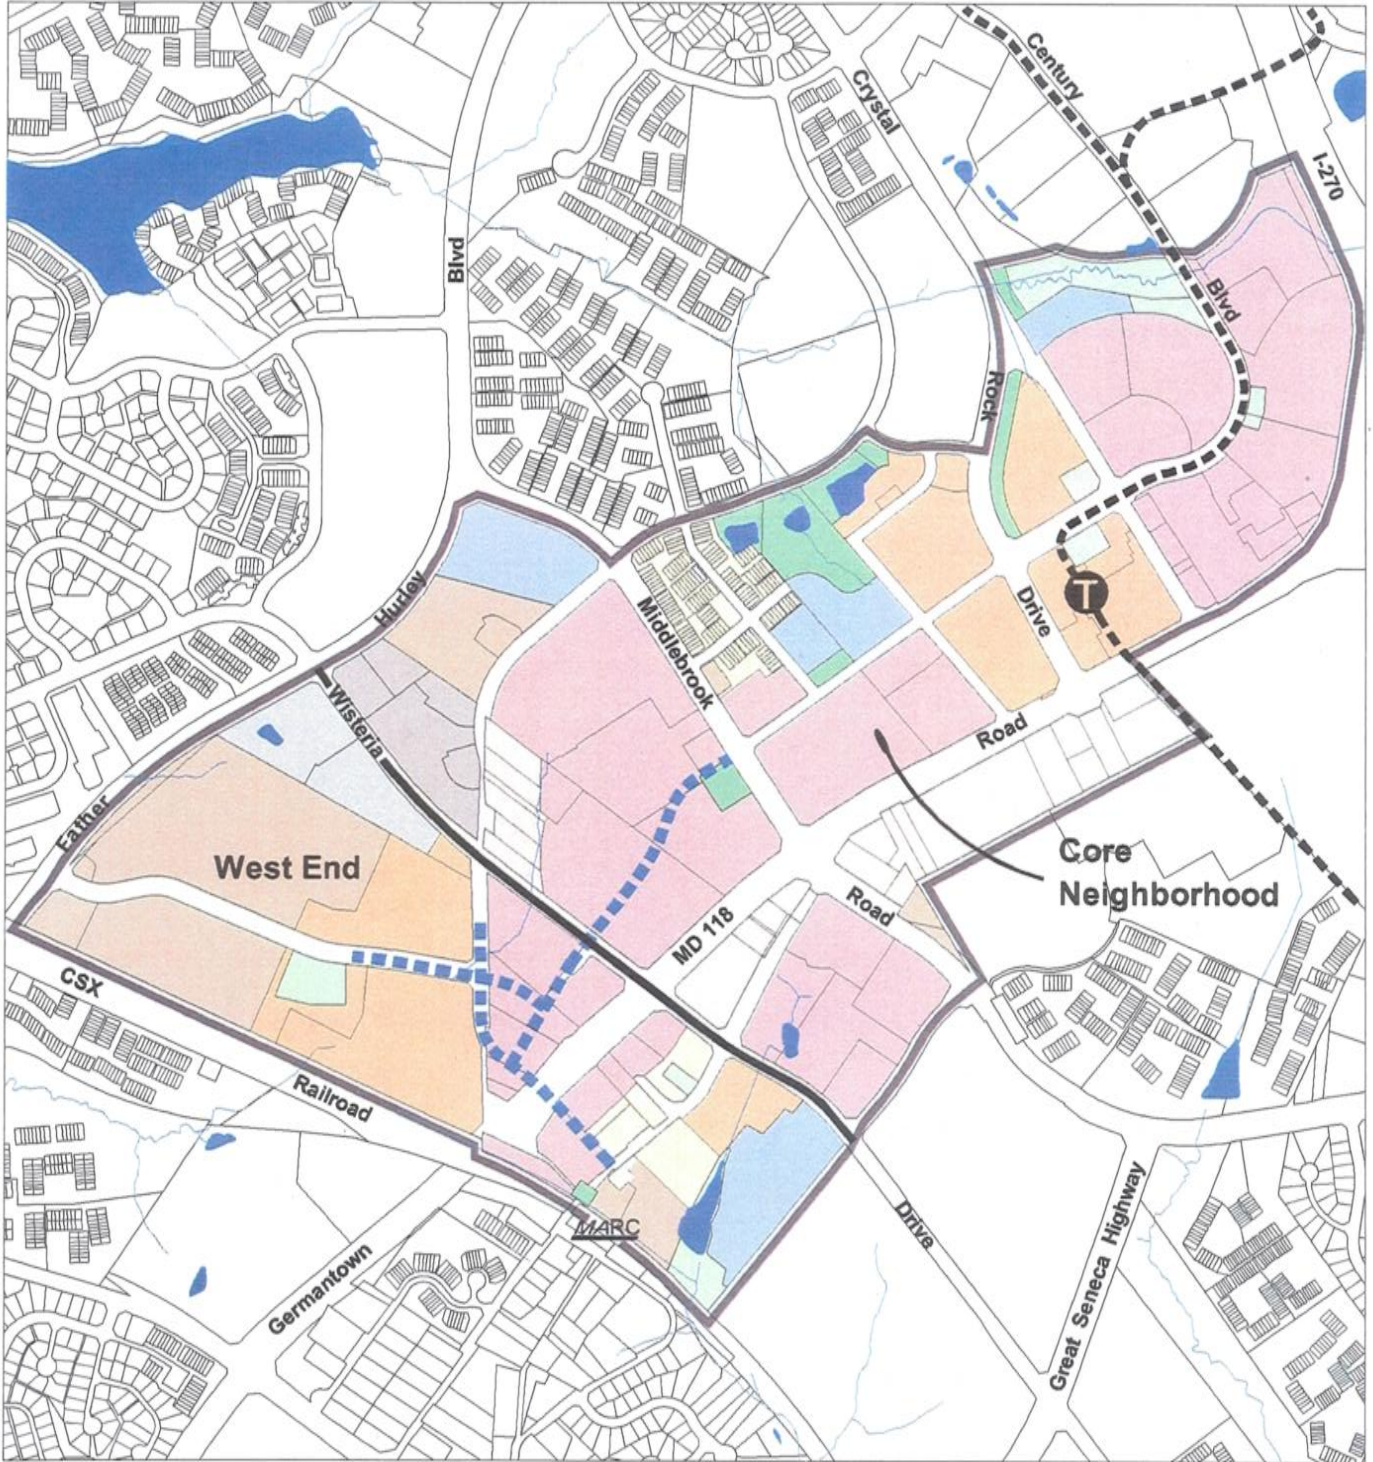 Century
Crystal
I-270
Blvd
Blvd
Rock
Hurley
Middlebrook
Drive
T
Wisteria
Road
Father
West End
Core
Neighborhood
Road
MD 118
CSX
Railroad
MARC
Drive
Germantown
Great Seneca Highway